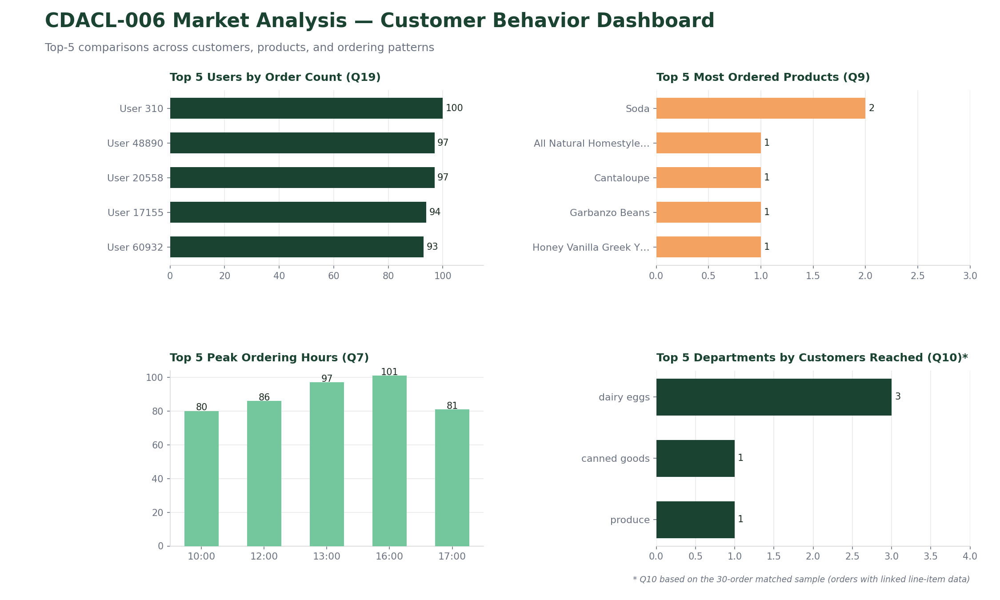 CDACL-006 Market Analysis — Customer Behavior Dashboard
Top-5 comparisons across customers, products, and ordering patterns
Top 5 Users by Order Count (Q19)
User 310
100
User 48890
97
User 20558
97
User 17155
94
User 60932
93
0 20 40 60 80 100
Top 5 Most Ordered Products (Q9)
Soda
2
All Natural Homestyle...
1
Cantaloupe
1
Garbanzo Beans
1
Honey Vanilla Greek Y...
1
0.0 0.5 1.0 1.5 2.0 2.5 3.0
Top 5 Peak Ordering Hours (Q7)
100
80
60
40
20
0
80
86
97
101
81
10:00 12:00 13:00 16:00 17:00
Top 5 Departments by Customers Reached (Q10)*
dairy eggs
3
canned goods
1
produce
1
0.0 0.5 1.0 1.5 2.0 2.5 3.0 3.5 4.0
* Q10 based on the 30-order matched sample (orders with linked line-item data)